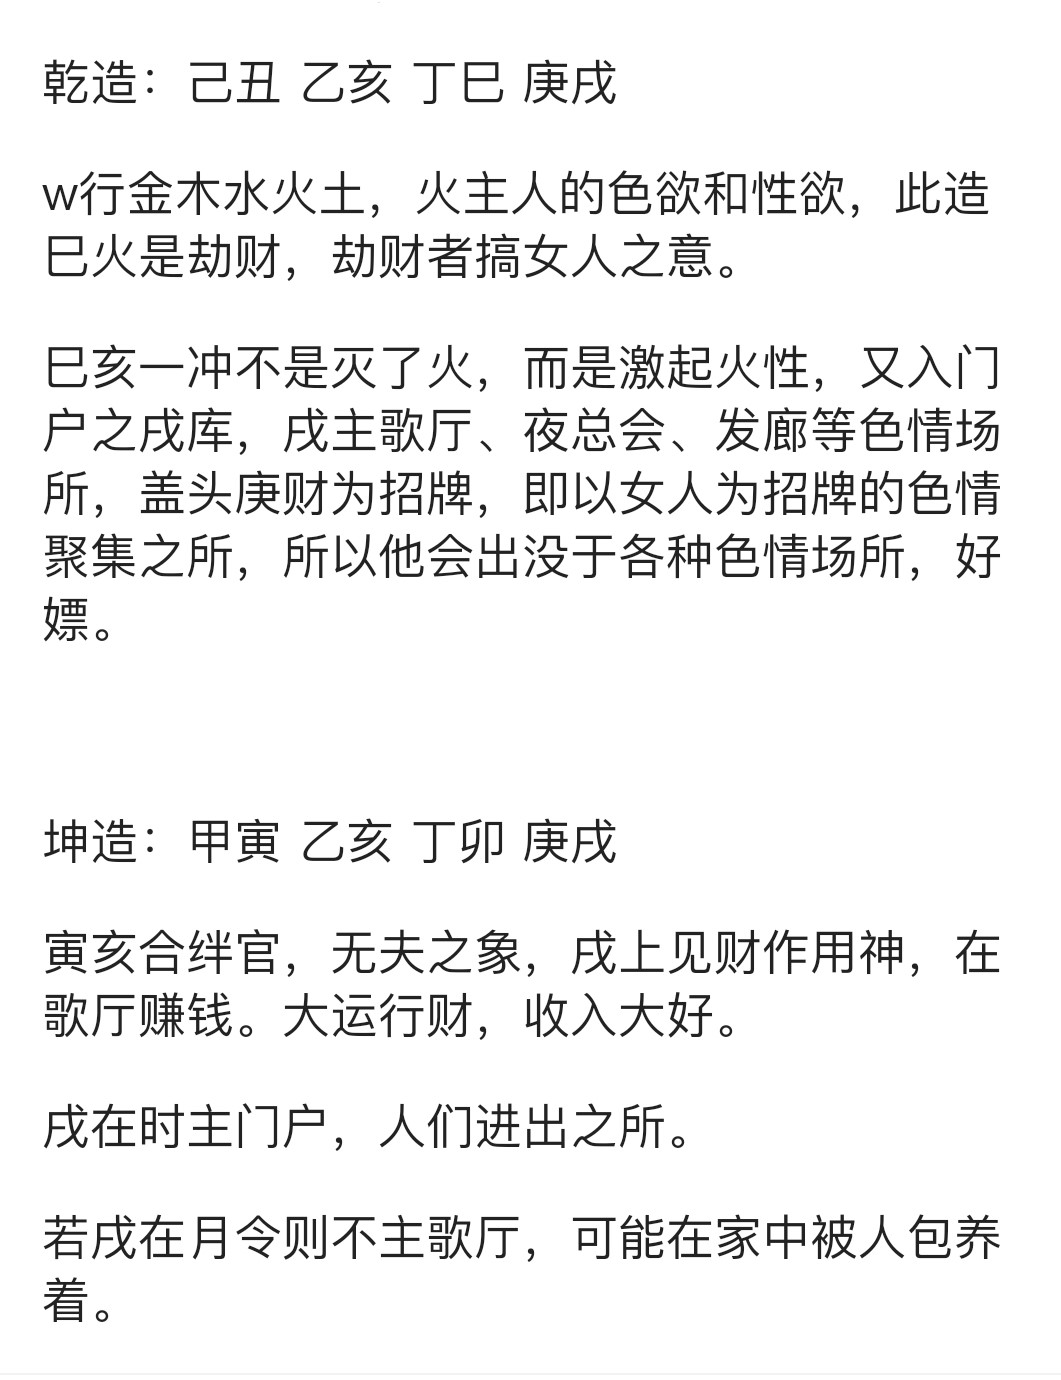 乾造：己丑 乙亥 丁巳 庚戌
w行金木水火土，火主人的色欲和性欲，此造
巳火是劫财，劫财者搞女人之意。
巳亥一冲不是灭了火，而是激起火性，又入门
户之戌库，戌主歌厅、夜总会、发廊等色情场
所，盖头庚财为招牌，即以女人为招牌的色情
聚集之所，所以他会出没于各种色情场所，好
嫖。
坤造：甲寅 乙亥 丁卯 庚戌
寅亥合绊官，无夫之象，戌上见财作用神，在
歌厅赚钱。大运行财，收入大好。
戌在时主门户，人们进出之所。
若戌在月令则不主歌厅，可能在家中被人包养
着。